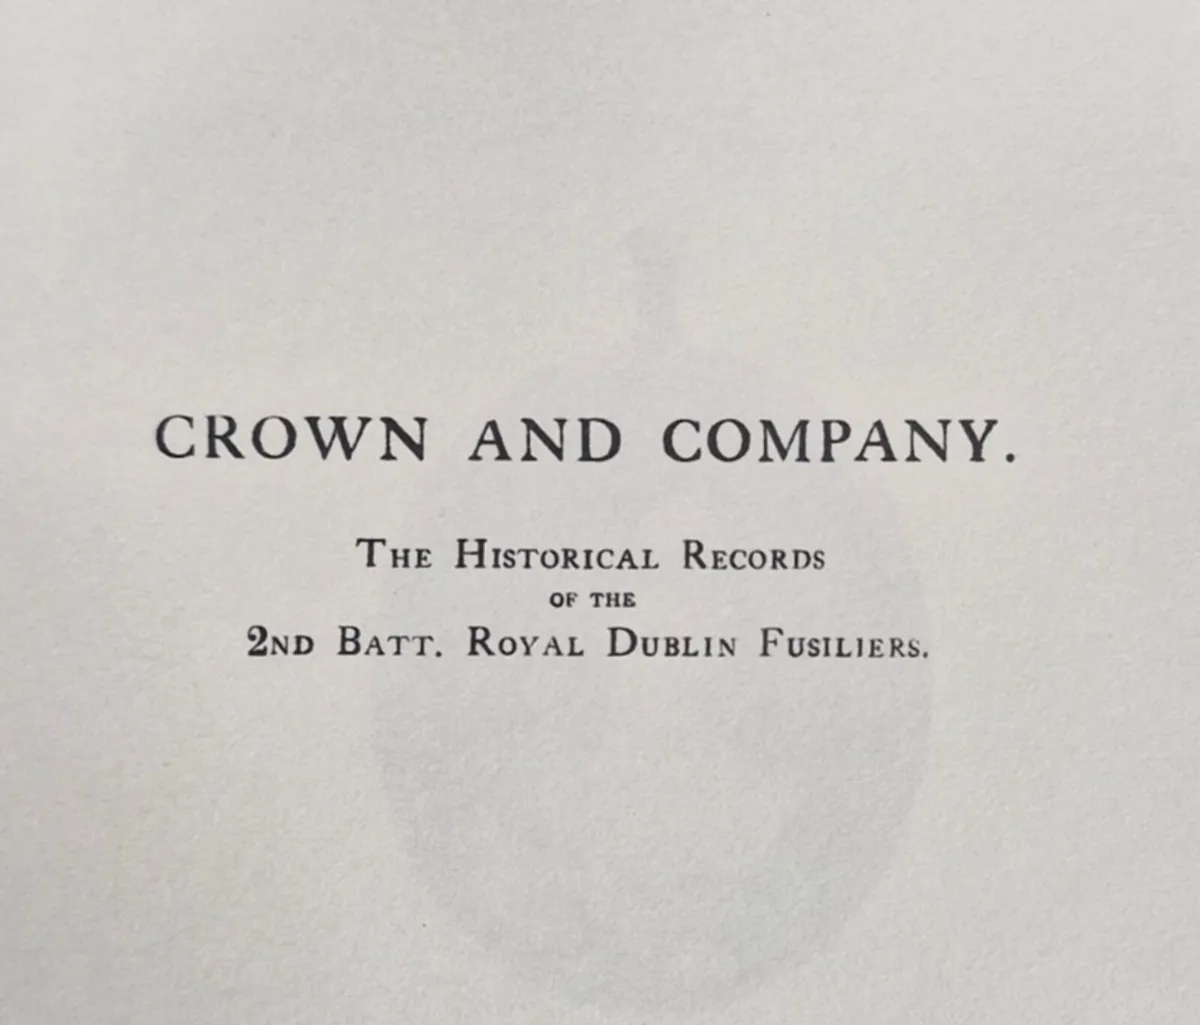 CROWN AND COMPANY.
THE HISTORICAL RECORDS
OF THE
2ND BATT. ROYAL DUBLIN FUSILIERS.